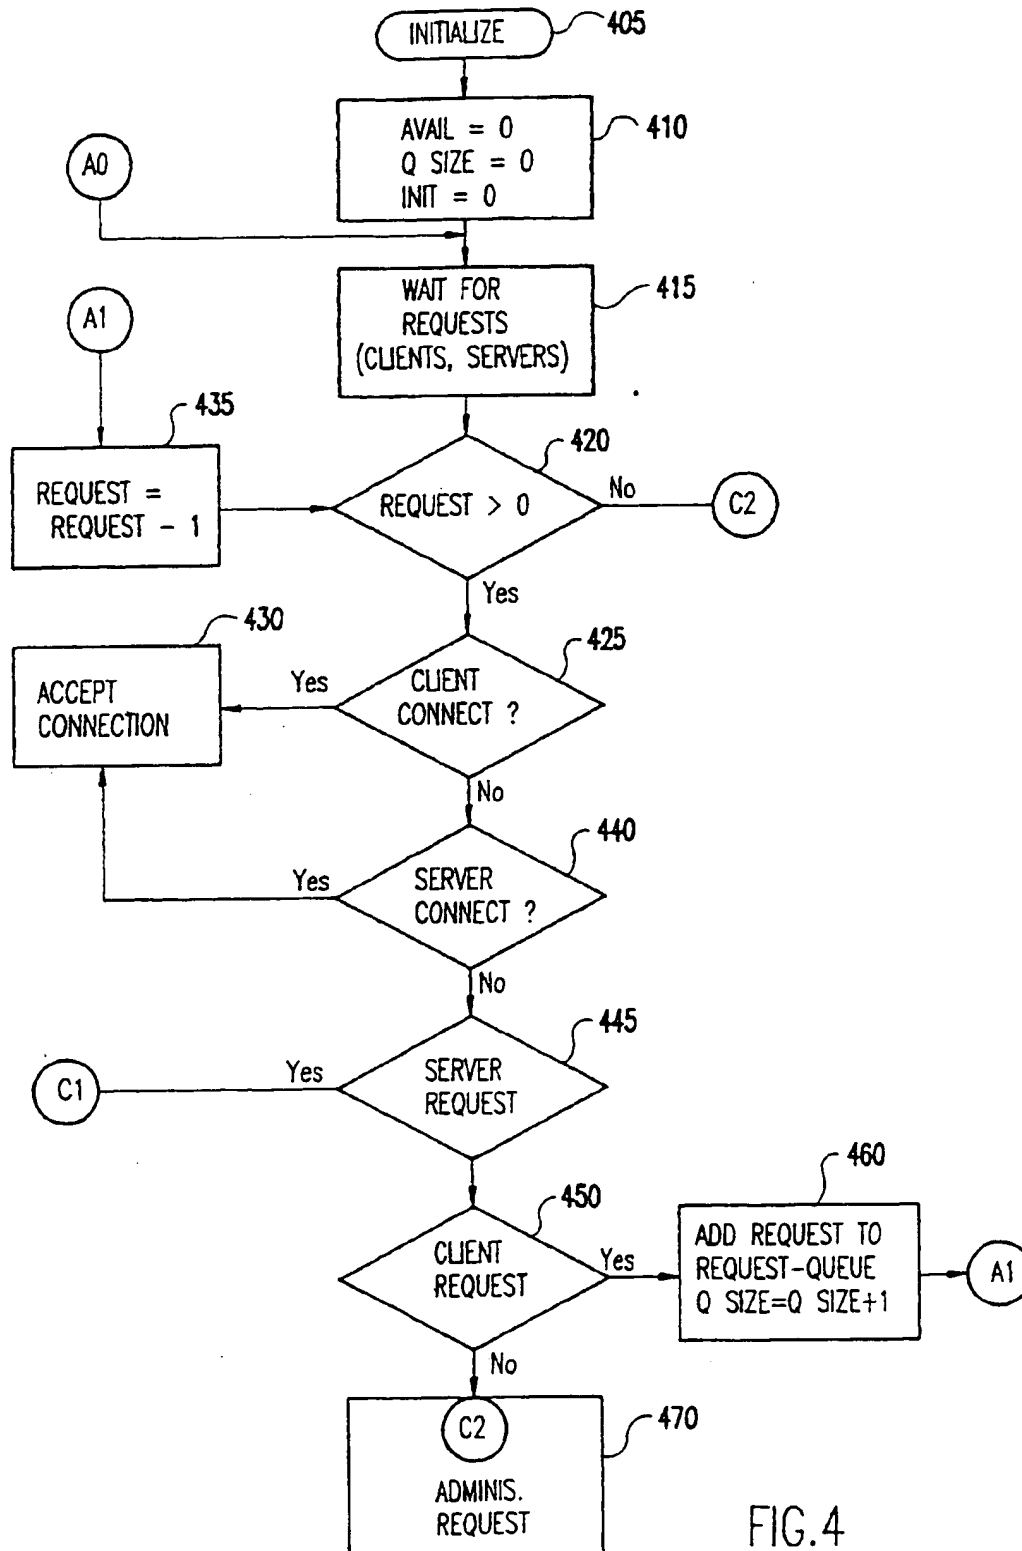 INITIALIZE
405
AVAIL = 0
Q SIZE = 0
INIT = 0
410
A0
WAIT FOR
REQUESTS
(CLIENTS, SERVERS)
415
A1
435
REQUEST =
REQUEST - 1
420
REQUEST > 0
No
C2
Yes
430
ACCEPT
CONNECTION
425
Yes
CLIENT
CONNECT ?
No
440
Yes
SERVER
CONNECT ?
No
445
C1
Yes
SERVER
REQUEST
450
CLIENT
REQUEST
Yes
460
ADD REQUEST TO
REQUEST-QUEUE
Q SIZE=Q SIZE+1
A1
No
C2
470
ADMINIS.
REQUEST
FIG.4